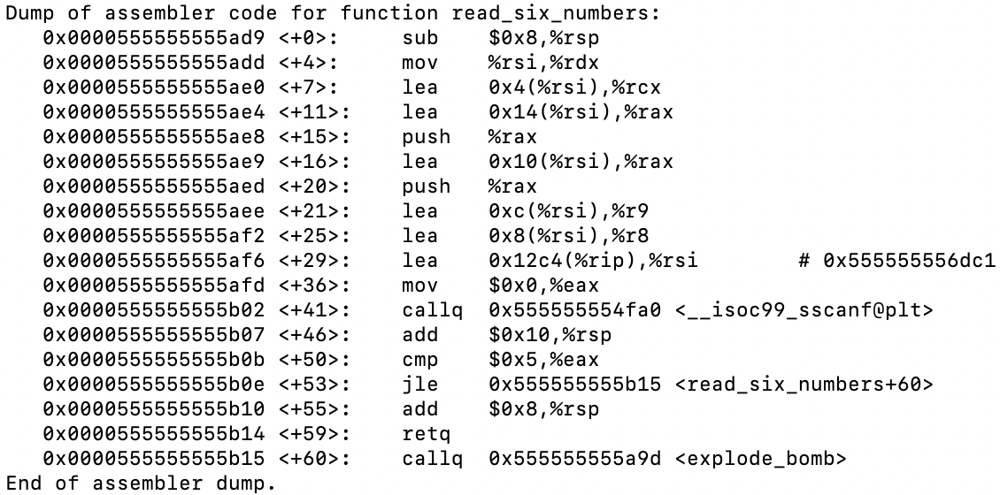 Dump of assembler code for function read_six_numbers:
   0x0000555555555ad9 <+0>:     sub    $0x8,%rsp
   0x0000555555555add <+4>:     mov    %rsi,%rdx
   0x0000555555555ae0 <+7>:     lea    0x4(%rsi),%rcx
   0x0000555555555ae4 <+11>:    lea    0x14(%rsi),%rax
   0x0000555555555ae8 <+15>:    push   %rax
   0x0000555555555ae9 <+16>:    lea    0x10(%rsi),%rax
   0x0000555555555aed <+20>:    push   %rax
   0x0000555555555aee <+21>:    lea    0xc(%rsi),%r9
   0x0000555555555af2 <+25>:    lea    0x8(%rsi),%r8
   0x0000555555555af6 <+29>:    lea    0x12c4(%rip),%rsi        # 0x555555556dc1
   0x0000555555555afd <+36>:    mov    $0x0,%eax
   0x0000555555555b02 <+41>:    callq  0x555555554fa0 <__isoc99_sscanf@plt>
   0x0000555555555b07 <+46>:    add    $0x10,%rsp
   0x0000555555555b0b <+50>:    cmp    $0x5,%eax
   0x0000555555555b0e <+53>:    jle    0x555555555b15 <read_six_numbers+60>
   0x0000555555555b10 <+55>:    add    $0x8,%rsp
   0x0000555555555b14 <+59>:    retq
   0x0000555555555b15 <+60>:    callq  0x555555555a9d <explode_bomb>
End of assembler dump.